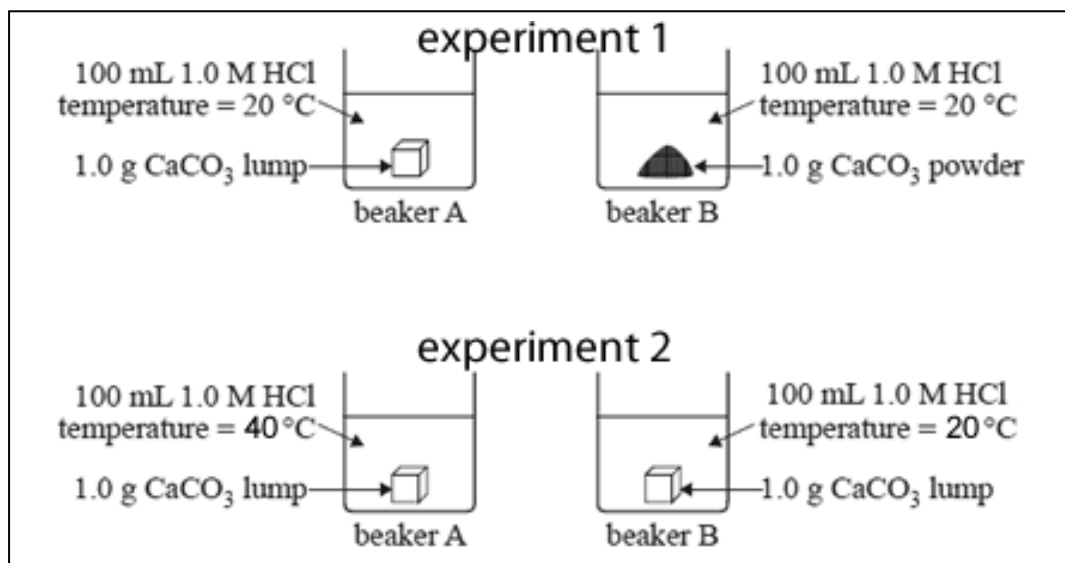 experiment 1
100 mL 1.0 M HCl
temperature = 20 °C
1.0 g CaCO₃ lump
beaker A
100 mL 1.0 M HCl
temperature = 20 °C
1.0 g CaCO₃ powder
beaker B
experiment 2
100 mL 1.0 M HCl
temperature = 40 °C
1.0 g CaCO₃ lump
beaker A
100 mL 1.0 M HCl
temperature = 20 °C
1.0 g CaCO₃ lump
beaker B